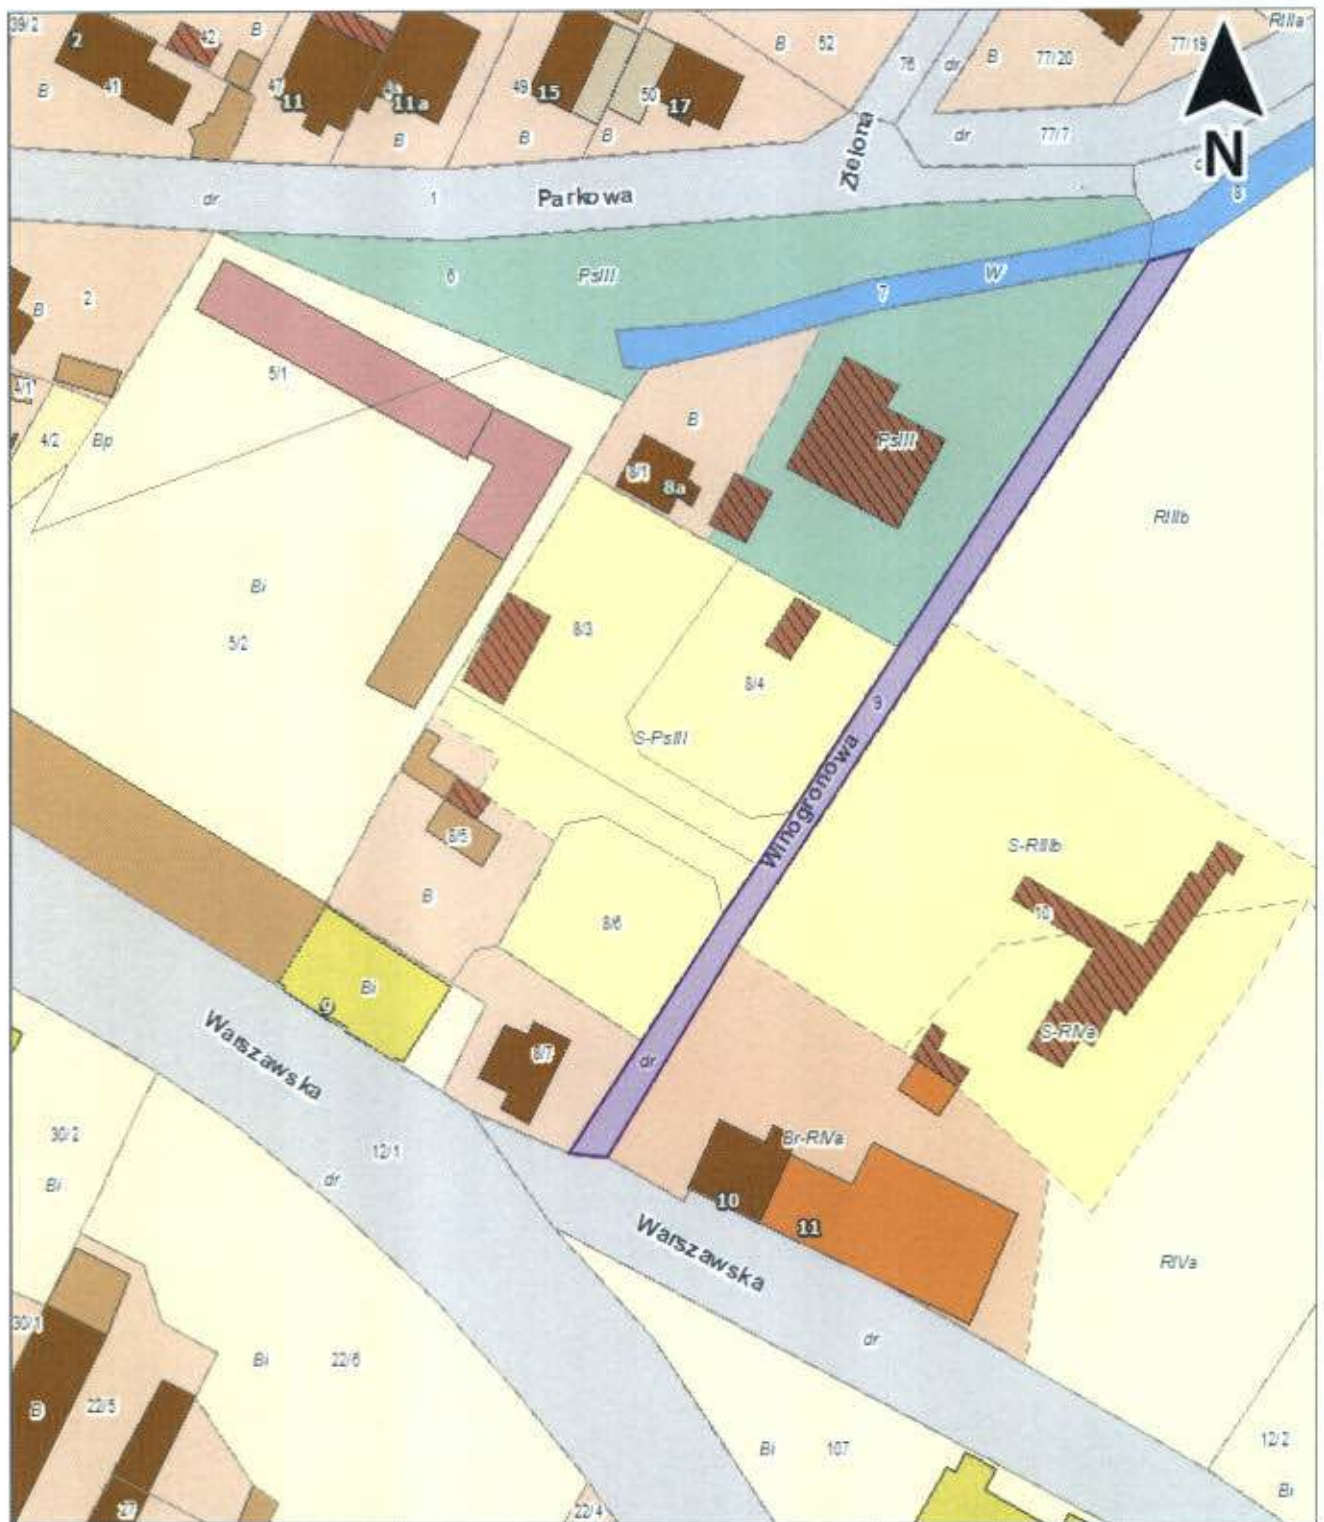 39/2
2
42
B
B
41
47
11
11a
B
49
15
B
50
17
B
B
52
76
dr
B
77/20
77/19
RIIIa
dr
77/7
N
Zielona
dr
1
Parkowa
8
2
B
6
PsIII
7
W
5/1
4/1
4/2
Bp
B
8/1
8a
PsIII
RIIIb
Bi
5/2
8/3
8/4
9
S-PsIII
Winogronowa
8/5
B
8/6
S-RIIIb
10
S-RIVa
Bi
9
Warszawska
8/7
dr
30/2
Bi
12/1
dr
Br-RIVa
10
11
Warszawska
RIVa
30/1
Bi
22/6
dr
B
22/5
Bi
107
12/2
Bi
27
22/4